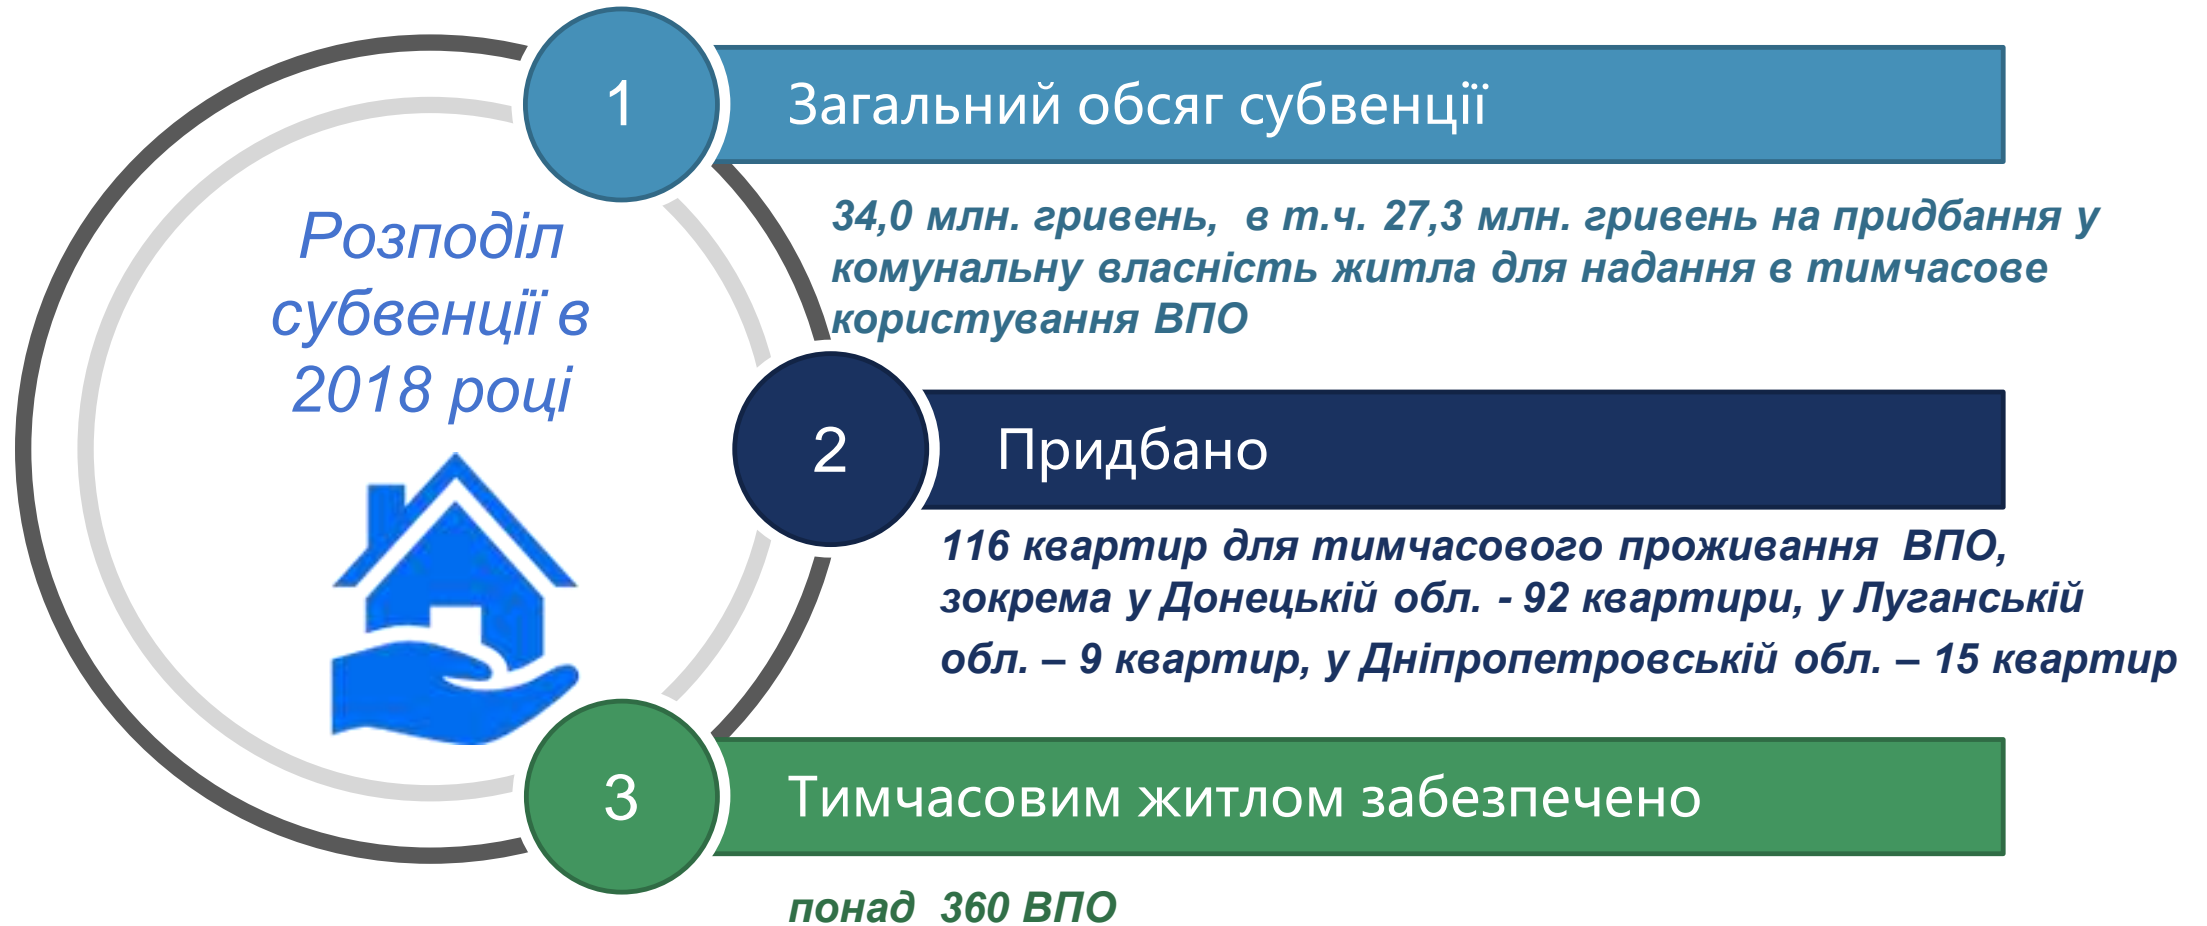 Розподіл
субвенції в
2018 році
1
Загальний обсяг субвенції
34,0 млн. гривень, в т.ч. 27,3 млн. гривень на придбання у
комунальну власність житла для надання в тимчасове
користування ВПО
2
Придбано
116 квартир для тимчасового проживання ВПО,
зокрема у Донецькій обл. - 92 квартири, у Луганській
обл. – 9 квартир, у Дніпропетровській обл. – 15 квартир
3
Тимчасовим житлом забезпечено
понад 360 ВПО